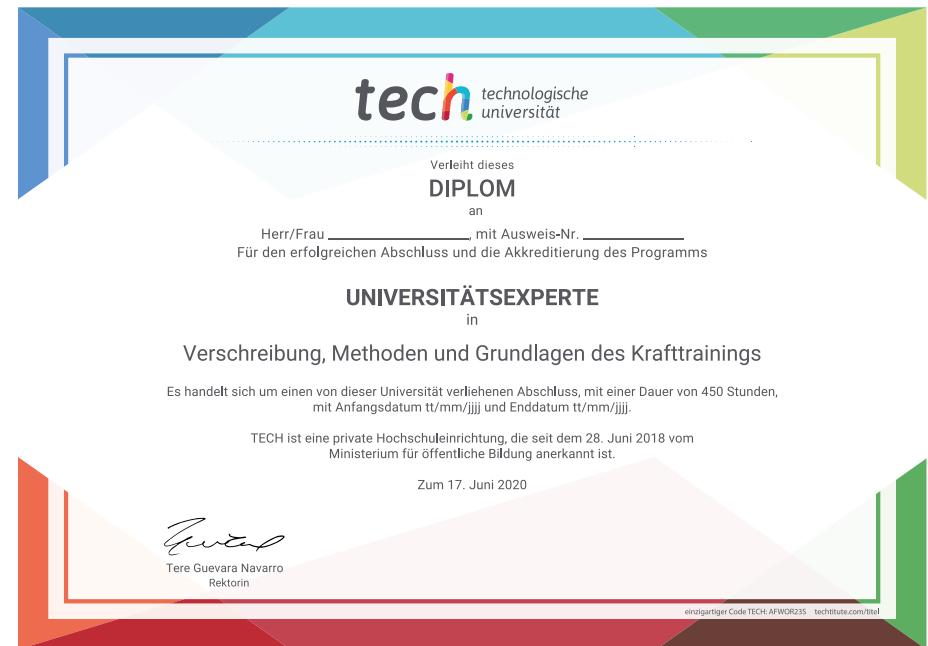 tech technologische
universität
Verleiht dieses
DIPLOM
an
Herr/Frau ____________________, mit Ausweis-Nr. ______________
Für den erfolgreichen Abschluss und die Akkreditierung des Programms
UNIVERSITÄTSEXPERTE
in
Verschreibung, Methoden und Grundlagen des Krafttrainings
Es handelt sich um einen von dieser Universität verliehenen Abschluss, mit einer Dauer von 450 Stunden,
mit Anfangsdatum tt/mm/jjjj und Enddatum tt/mm/jjjj.
TECH ist eine private Hochschuleinrichtung, die seit dem 28. Juni 2018 vom
Ministerium für öffentliche Bildung anerkannt ist.
Zum 17. Juni 2020
Tere Guevara Navarro
Rektorin
einzigartiger Code TECH: AFWOR23S techtitute.com/titel